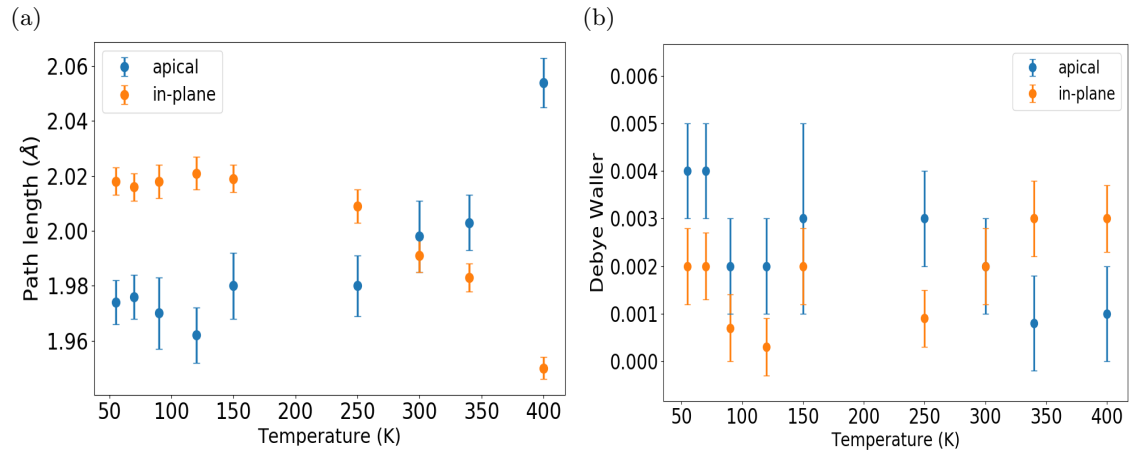 (a)
2.06
2.04
2.02
2.00
1.98
1.96
Path length (Å)
apical
in-plane
50 100 150 200 250 300 350 400
Temperature (K)
(b)
0.006
0.005
0.004
0.003
0.002
0.001
0.000
Debye Waller
apical
in-plane
50 100 150 200 250 300 350 400
Temperature (K)